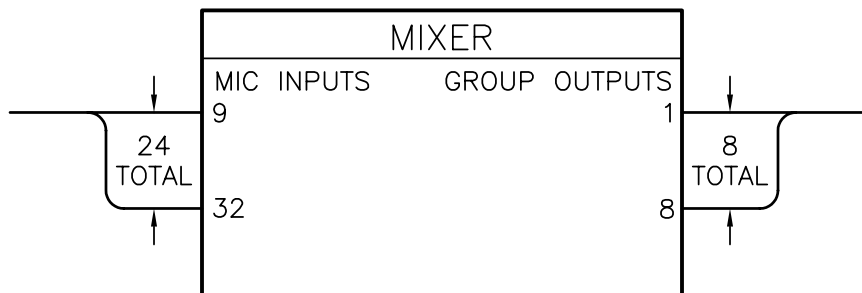 MIXER
MIC INPUTS GROUP OUTPUTS
9 1
24 8
TOTAL TOTAL
32 8